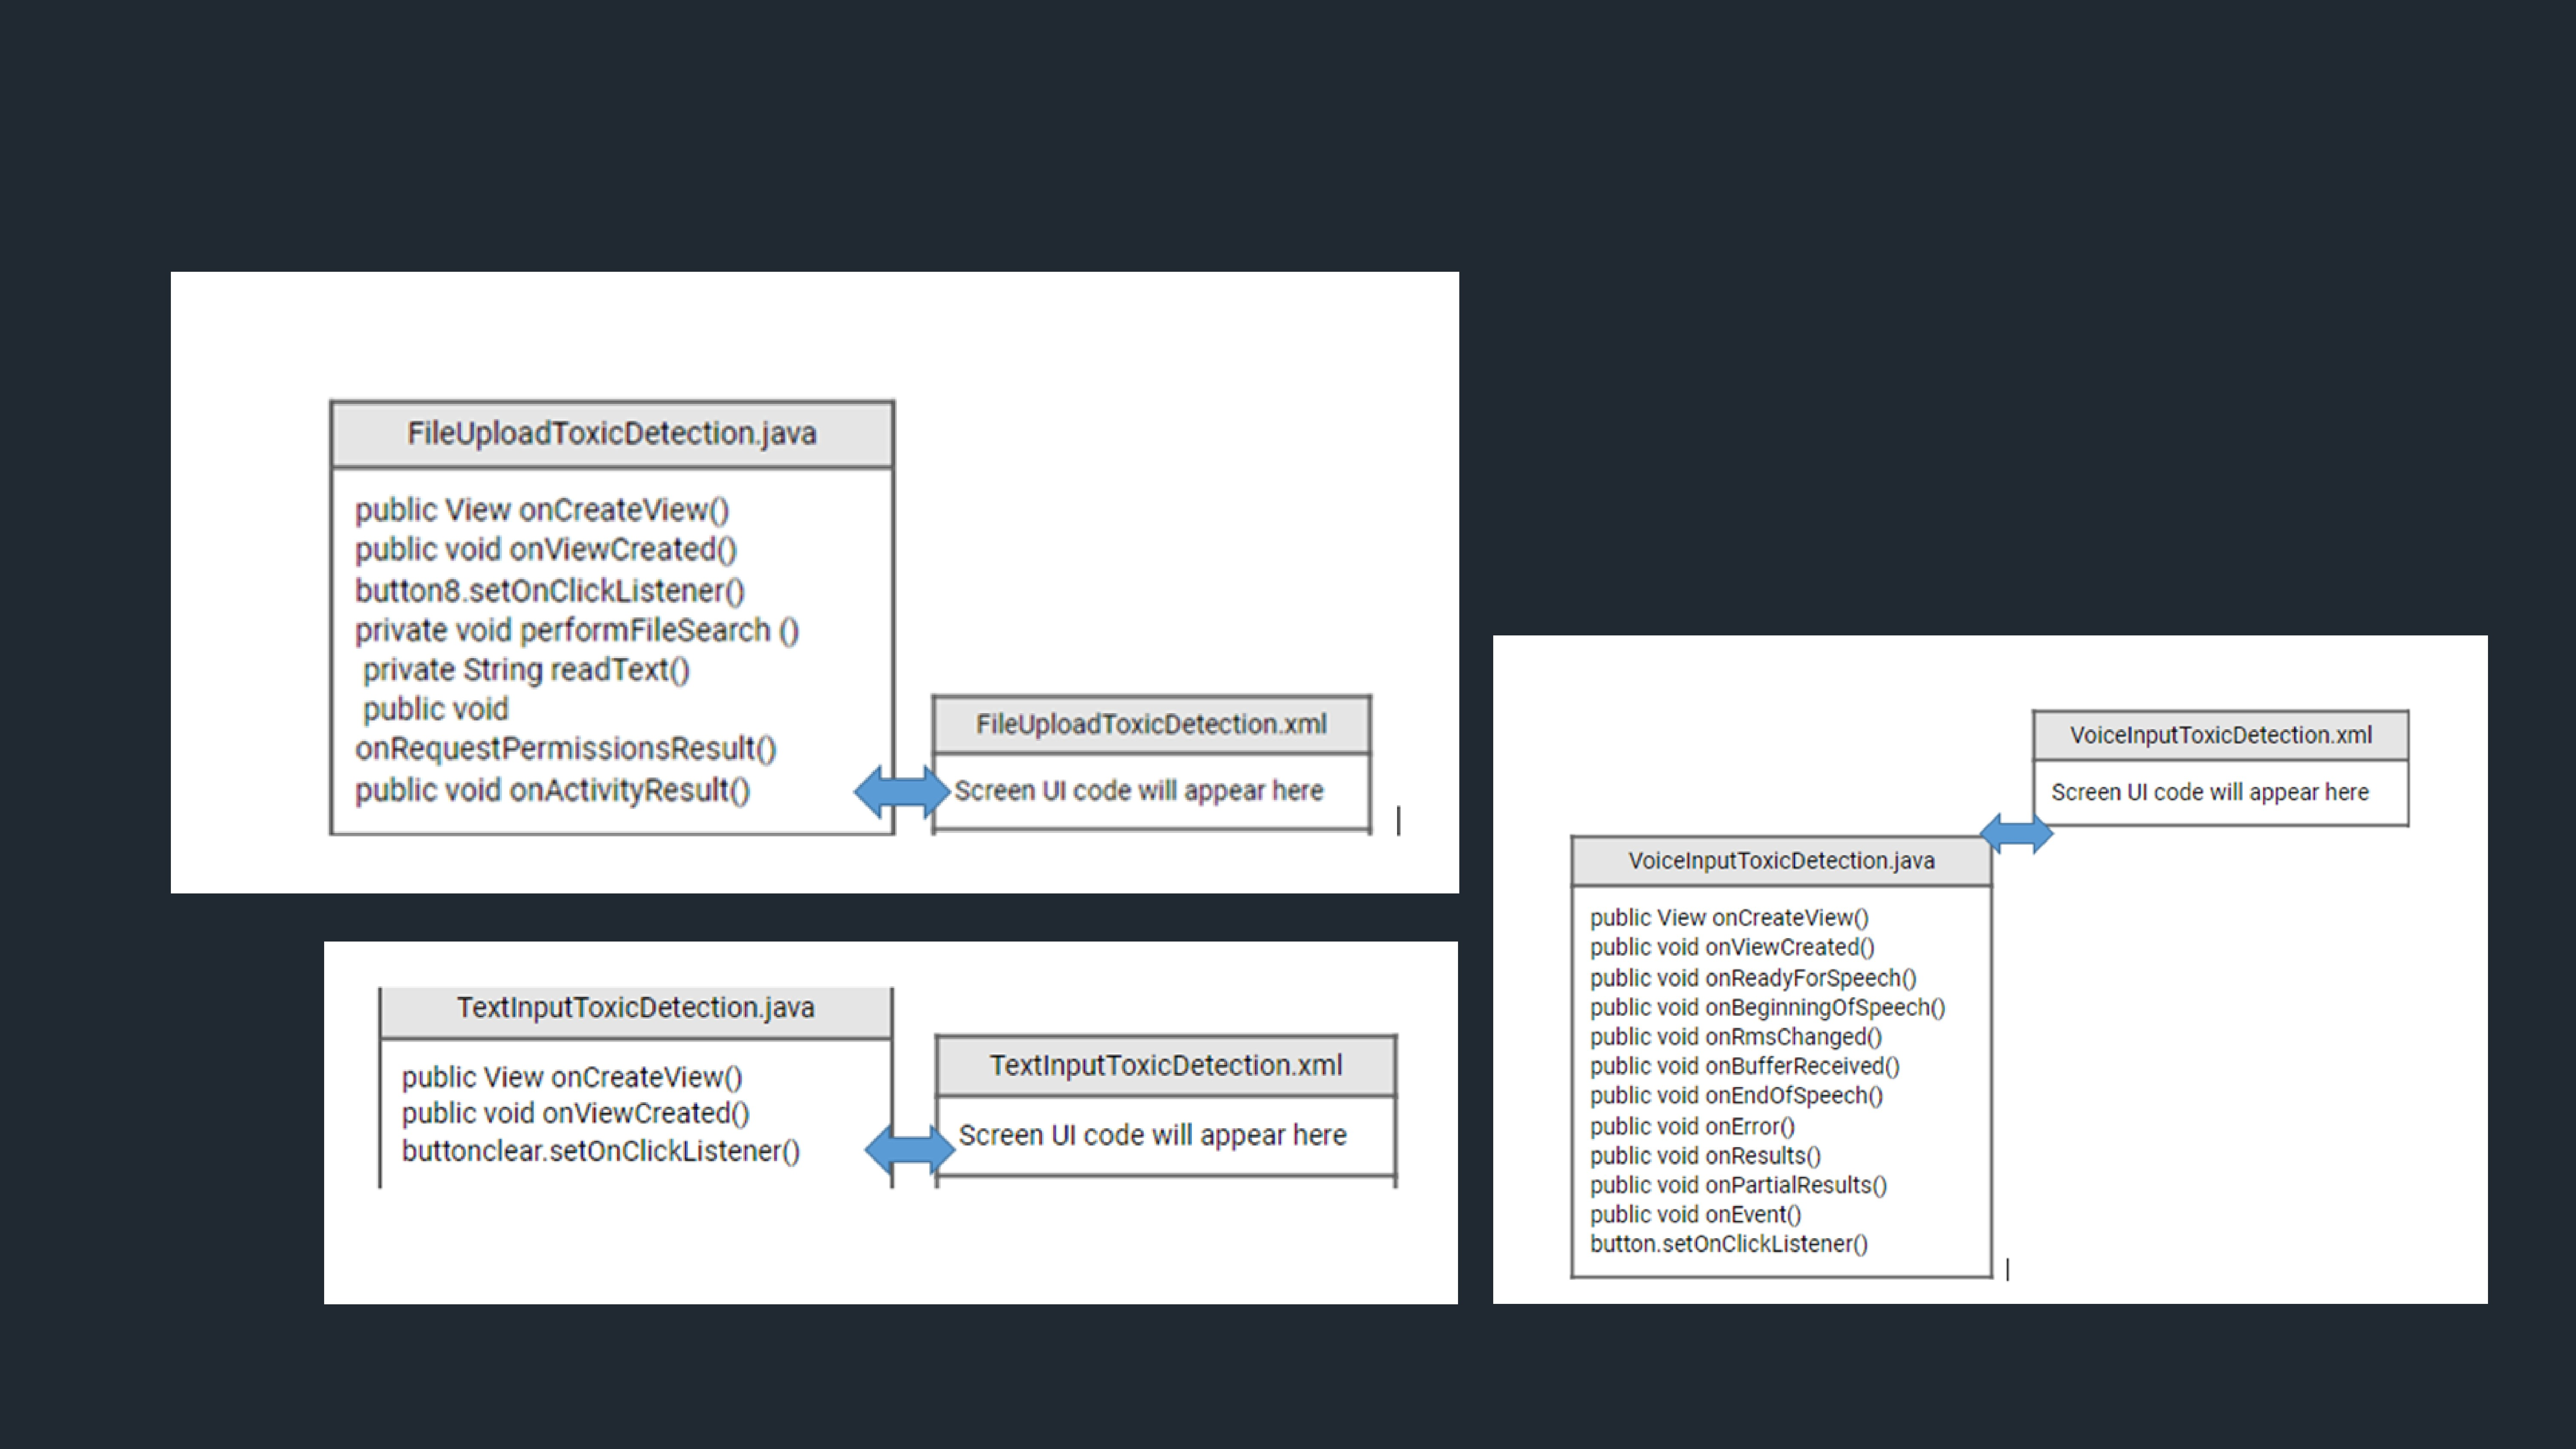 FileUploadToxicDetection.java
public View onCreateView()
public void onViewCreated()
button8.setOnClickListener()
private void performFileSearch ()
private String readText()
public void
onRequestPermissionsResult()
public void onActivityResult()
FileUploadToxicDetection.xml
Screen UI code will appear here
TextInputToxicDetection.java
public View onCreateView()
public void onViewCreated()
buttonclear.setOnClickListener()
TextInputToxicDetection.xml
Screen UI code will appear here
VoiceInputToxicDetection.xml
Screen UI code will appear here
VoiceInputToxicDetection.java
public View onCreateView()
public void onViewCreated()
public void onReadyForSpeech()
public void onBeginningOfSpeech()
public void onRmsChanged()
public void onBufferReceived()
public void onEndOfSpeech()
public void onError()
public void onResults()
public void onPartialResults()
public void onEvent()
button.setOnClickListener()